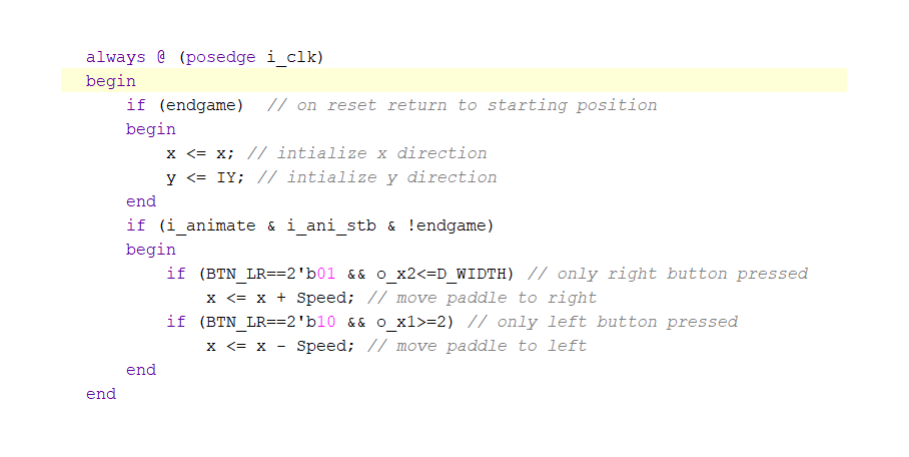 always @ (posedge i_clk)
begin
if (endgame) // on reset return to starting position
begin
x <= x; // intialize x direction
y <= IY; // intialize y direction
end
if (i_animate & i_ani_stb & !endgame)
begin
if (BTN_LR==2'b01 && o_x2<=D_WIDTH) // only right button pressed
x <= x + Speed; // move paddle to right
if (BTN_LR==2'b10 && o_x1>=2) // only left button pressed
x <= x - Speed; // move paddle to left
end
end